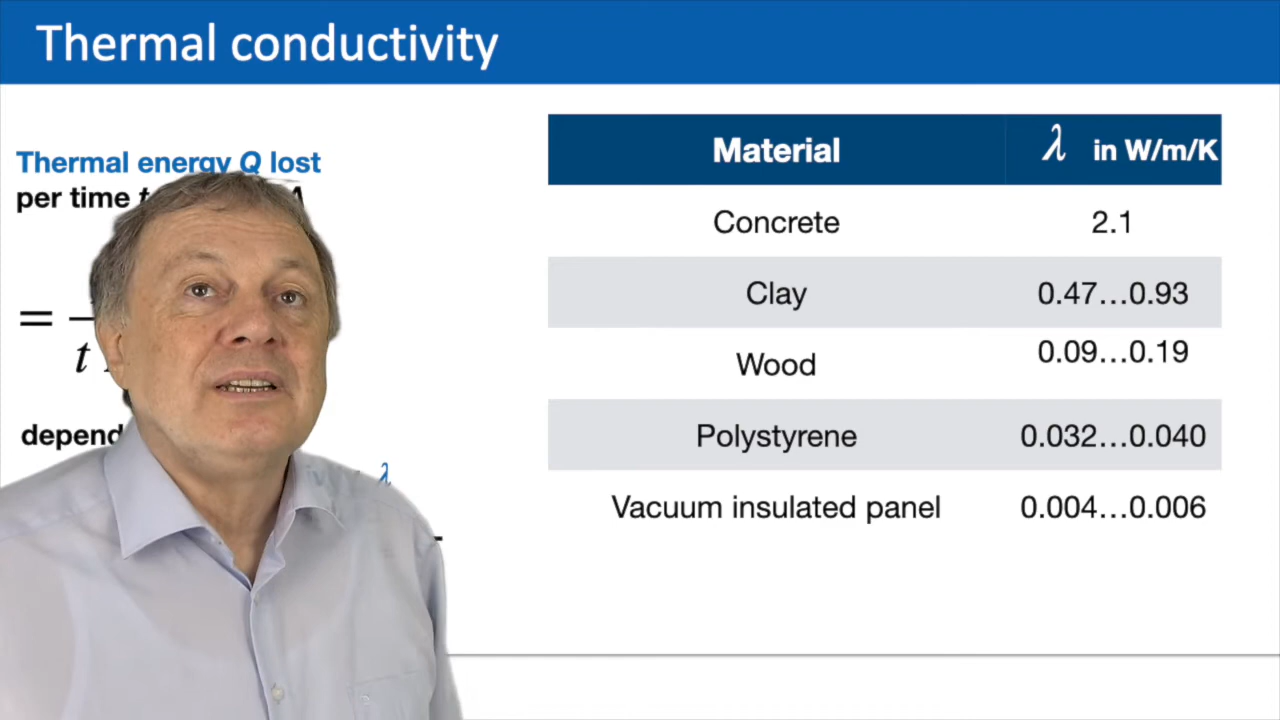 Thermal conductivity
Thermal energy Q lost
per time t A
=
t
depend
λ
Material λ in W/m/K
Concrete 2.1
Clay 0.47...0.93
Wood 0.09...0.19
Polystyrene 0.032...0.040
Vacuum insulated panel 0.004...0.006